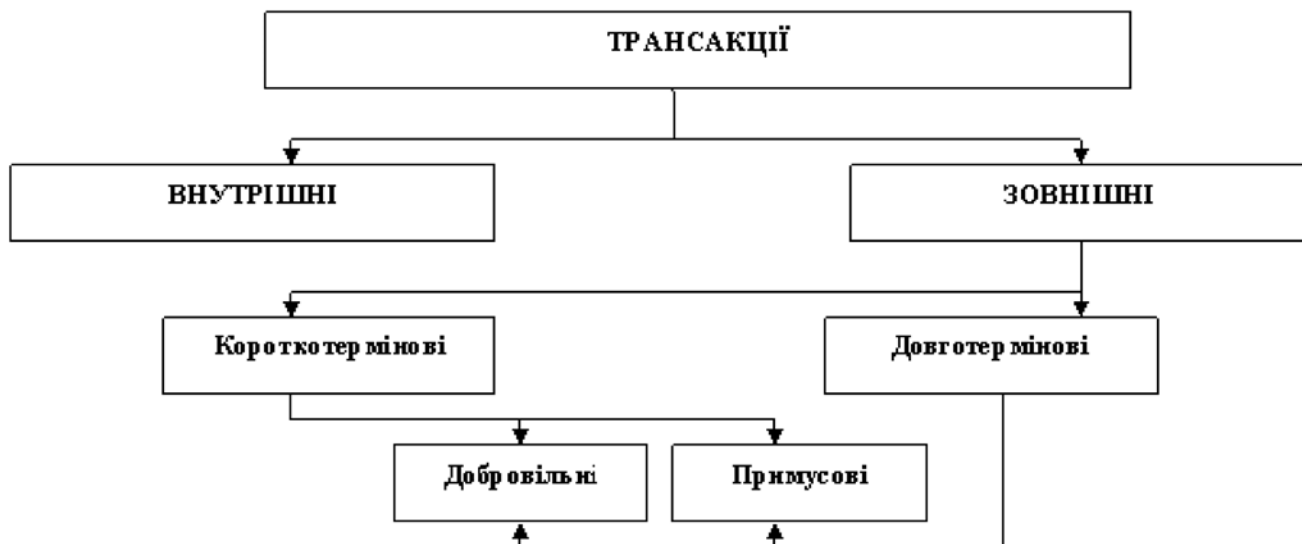 ТРАНСАКЦІЇ
ВНУТРІШНІ
ЗОВНІШНІ
Короткотермінові
Довготермінові
Добровільні
Примусові